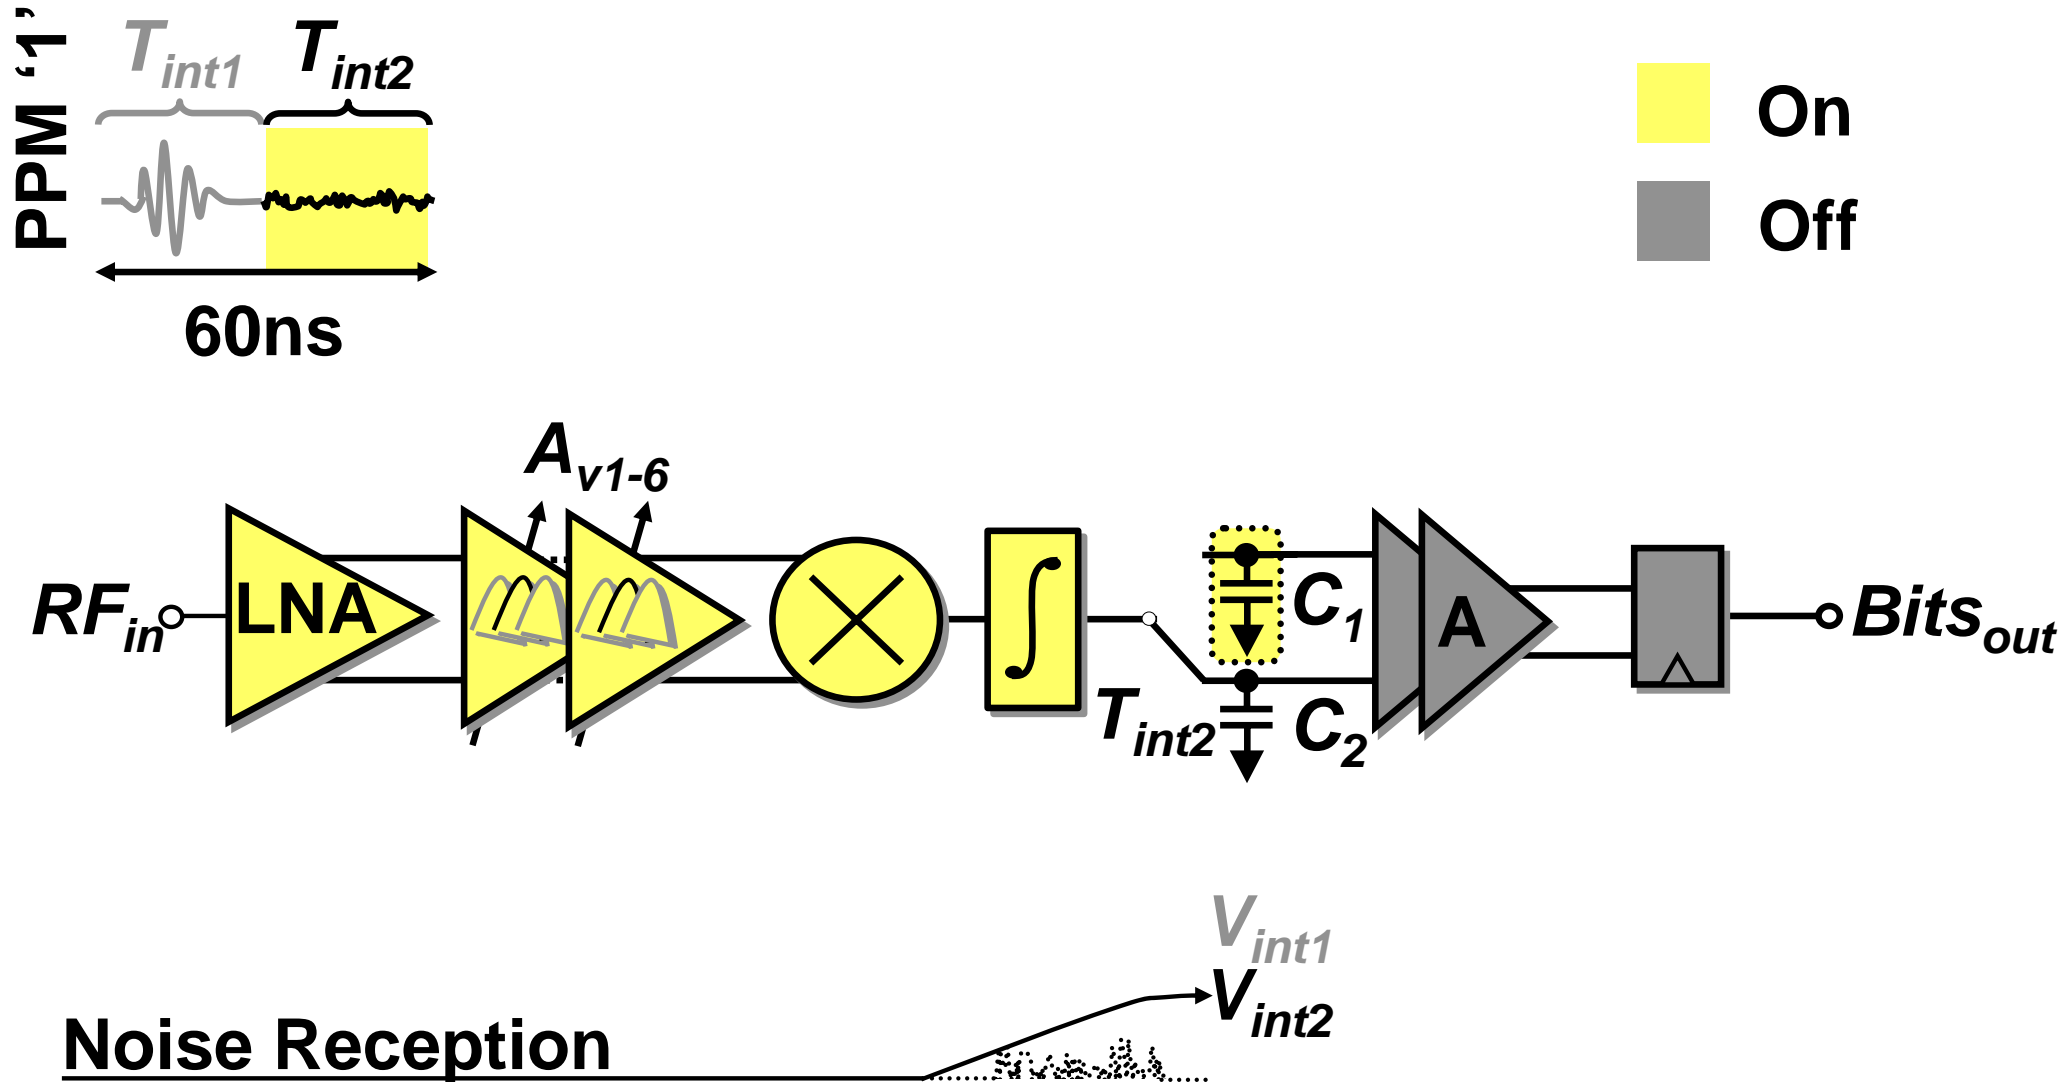 PPM ‘1’
Tint1 Tint2
60ns
On
Off
Av1-6
RFin
LNA
∫
Tint2
C1
C2
A
Bitsout
Vint1
Vint2
Noise Reception